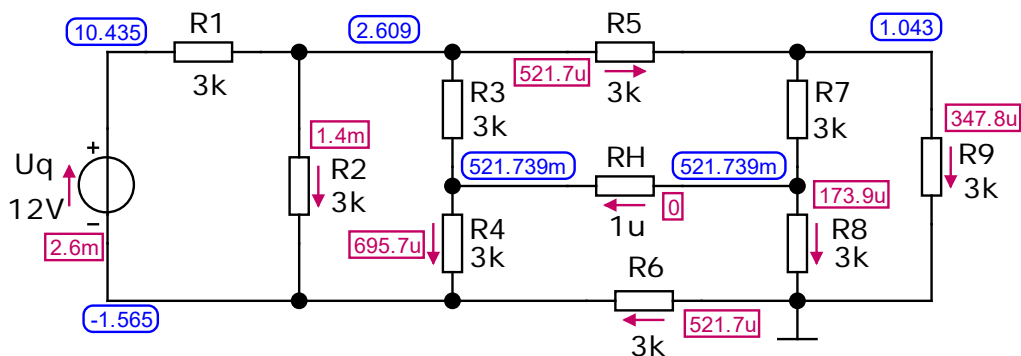 10.435 R1 2.609 R5 1.043
521.7u
3k 3k
R3 R7
3k 3k
1.4m 347.8u
+ R2 521.739m RH 521.739m R9
Uq 3k 173.9u 3k
12V 0
− 1u
2.6m 695.7u R4 R8
3k 3k
R6
-1.565 521.7u
3k